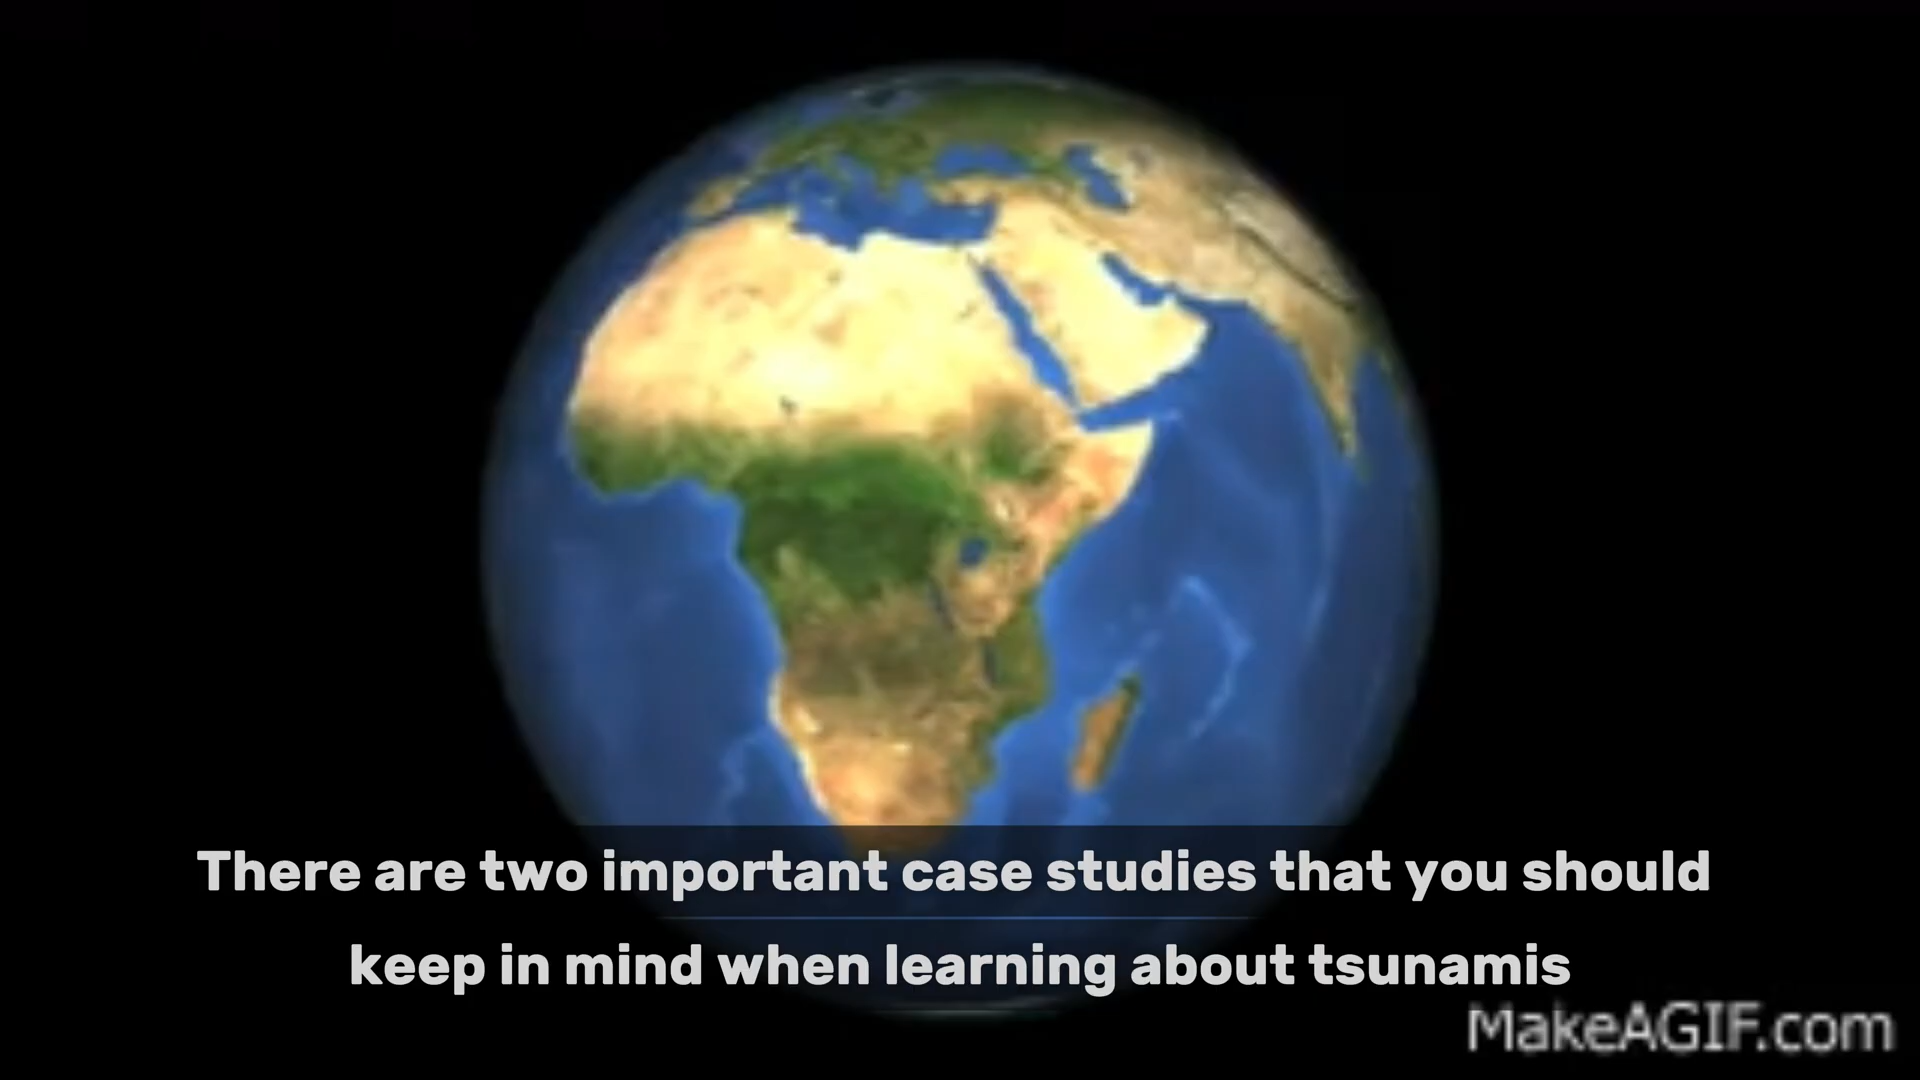 There are two important case studies that you should
keep in mind when learning about tsunamis
MakeAGIF.com